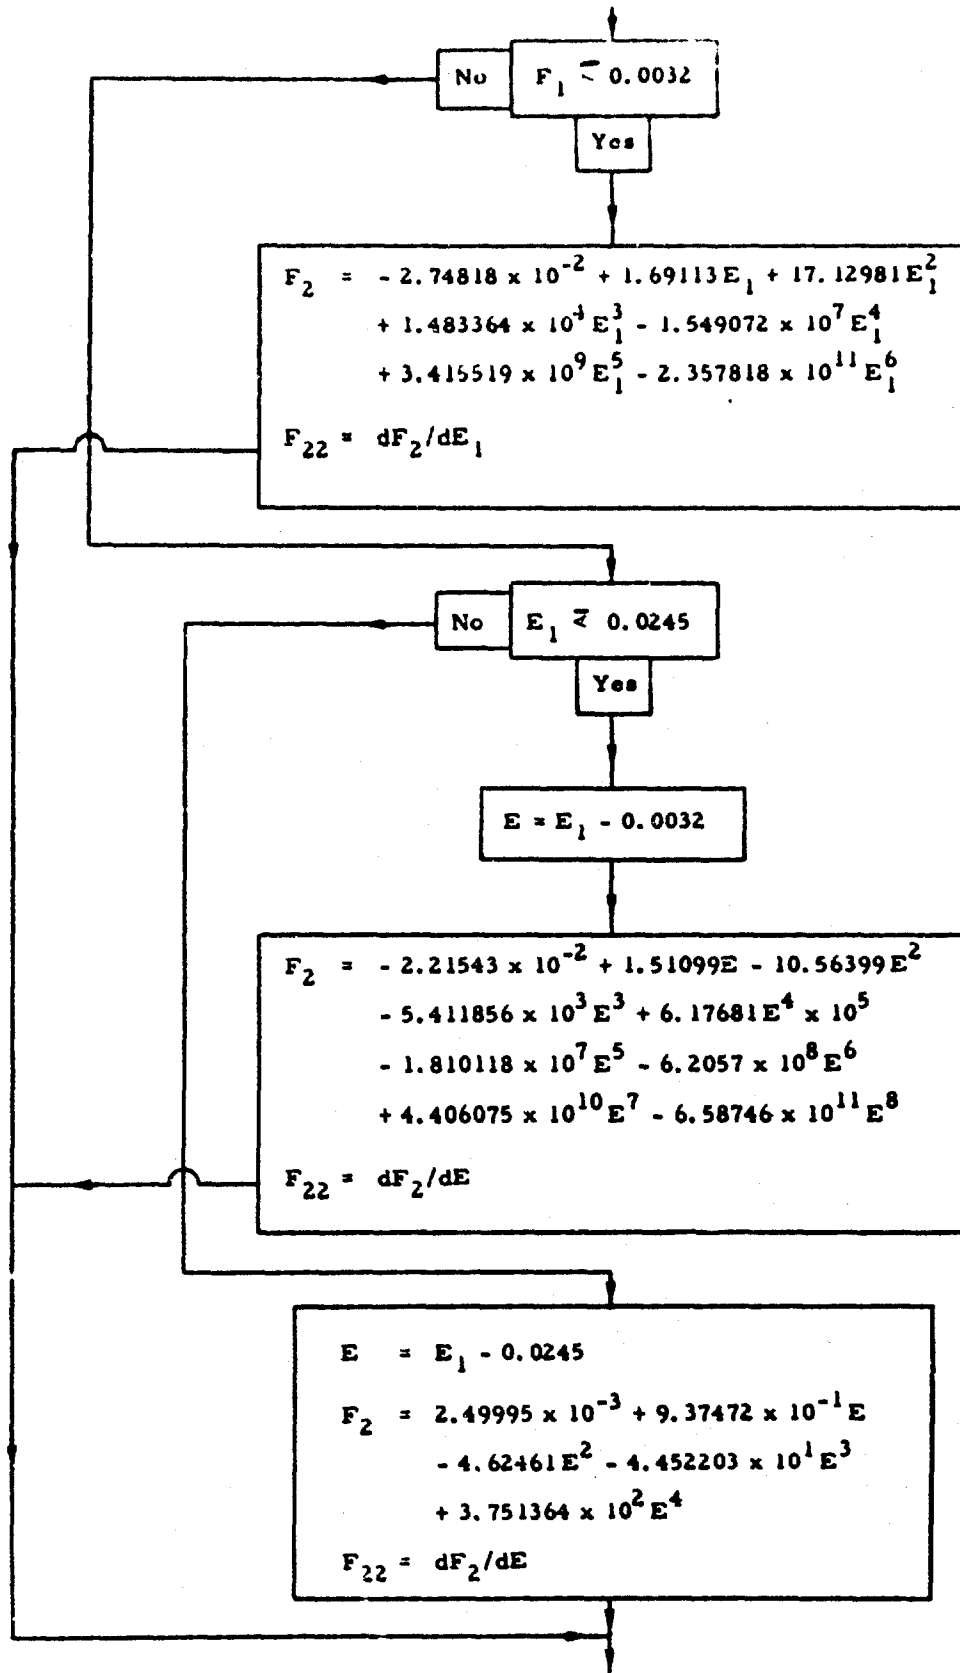 No F₁ ≤ 0.0032
Yes
F₂ = - 2.74818 x 10⁻² + 1.69113E₁ + 17.12981E₁²
+ 1.483364 x 10⁴ E₁³ - 1.549072 x 10⁷ E₁⁴
+ 3.415519 x 10⁹ E₁⁵ - 2.357818 x 10¹¹ E₁⁶
F₂₂ = dF₂/dE₁
No E₁ ≤ 0.0245
Yes
E = E₁ - 0.0032
F₂ = - 2.21543 x 10⁻² + 1.51099E - 10.56399E²
- 5.411856 x 10³ E³ + 6.17681E⁴ x 10⁵
- 1.810118 x 10⁷ E⁵ - 6.2057 x 10⁸ E⁶
+ 4.406075 x 10¹⁰ E⁷ - 6.58746 x 10¹¹ E⁸
F₂₂ = dF₂/dE
E = E₁ - 0.0245
F₂ = 2.49995 x 10⁻³ + 9.37472 x 10⁻¹ E
- 4.62461E² - 4.452203 x 10¹ E³
+ 3.751364 x 10² E⁴
F₂₂ = dF₂/dE